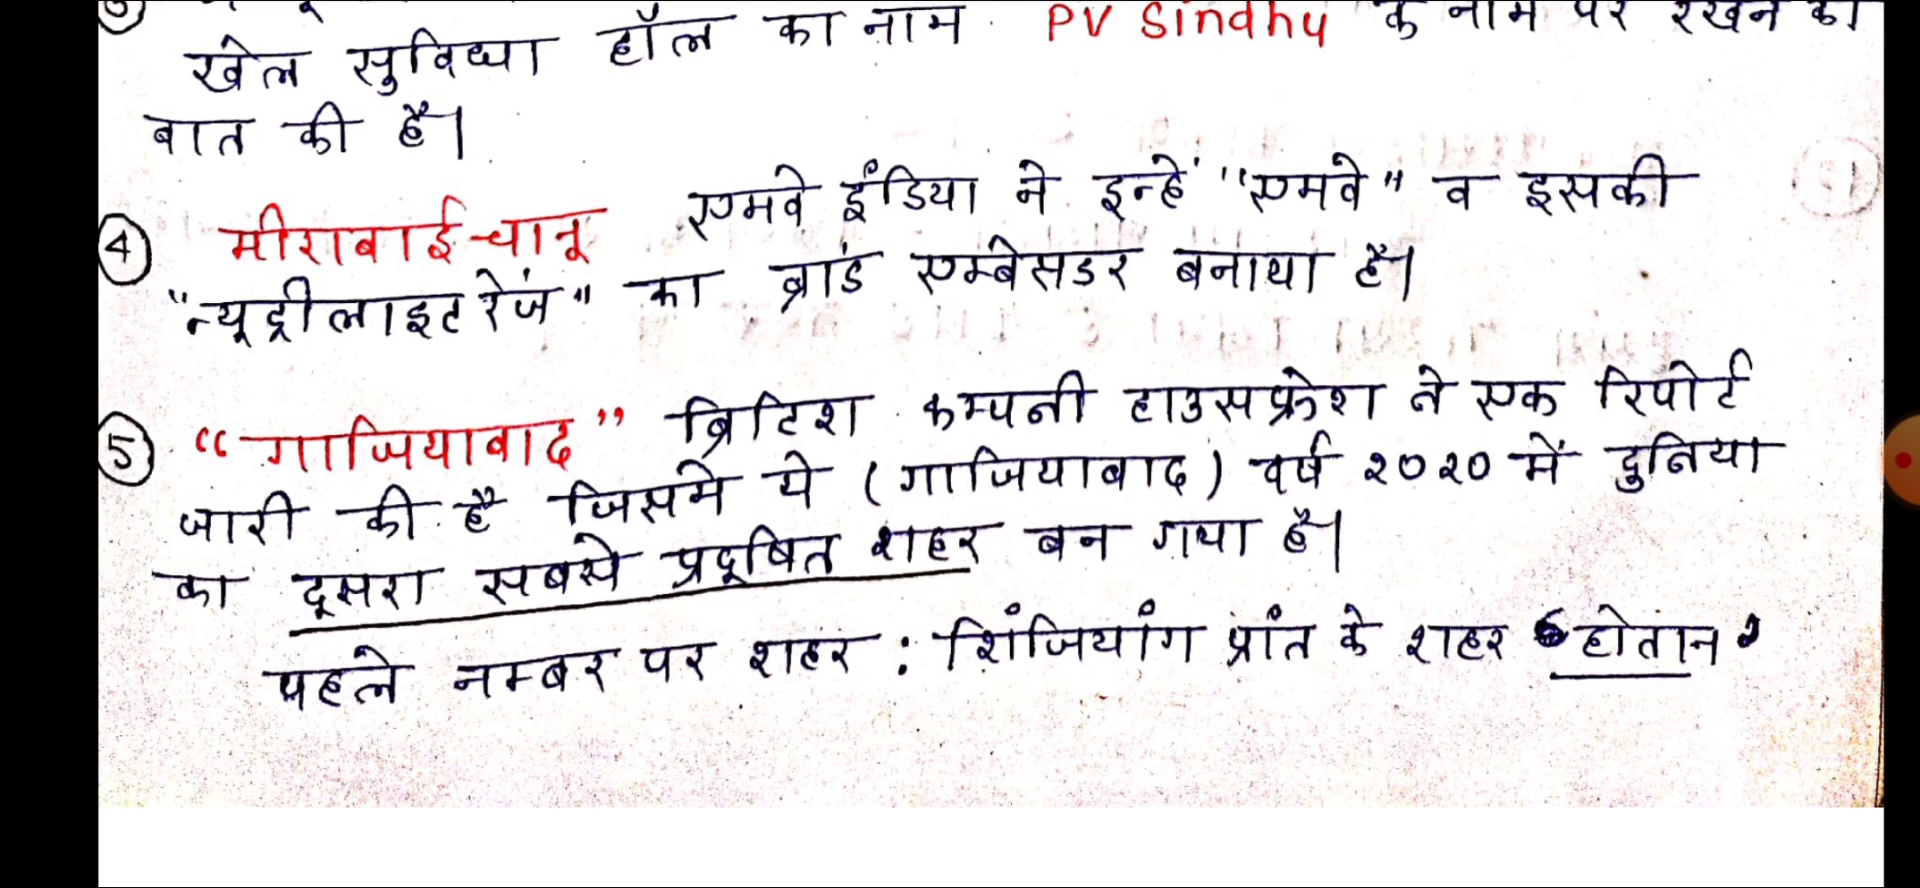 PV Sindhu के नाम पर रखने की
खेल सुविधा हॉल का नाम
बात की है।
④ मीराबाई चानू एमवे इंडिया ने इन्हें "एमवे" व इसकी
"न्यूट्रीलाइट रेंज" का ब्रांड एम्बेसडर बनाया है।
⑤ "गाजियाबाद" ब्रिटिश कम्पनी हाउसफ्रेश ने एक रिपोर्ट
जारी की है जिसमे ये (गाजियाबाद) वर्ष २०२० में दुनिया
का दूसरा सबसे प्रदूषित शहर बन गया है।
पहले नम्बर पर शहर : शिंजियांग प्रांत के शहर 'होतान'